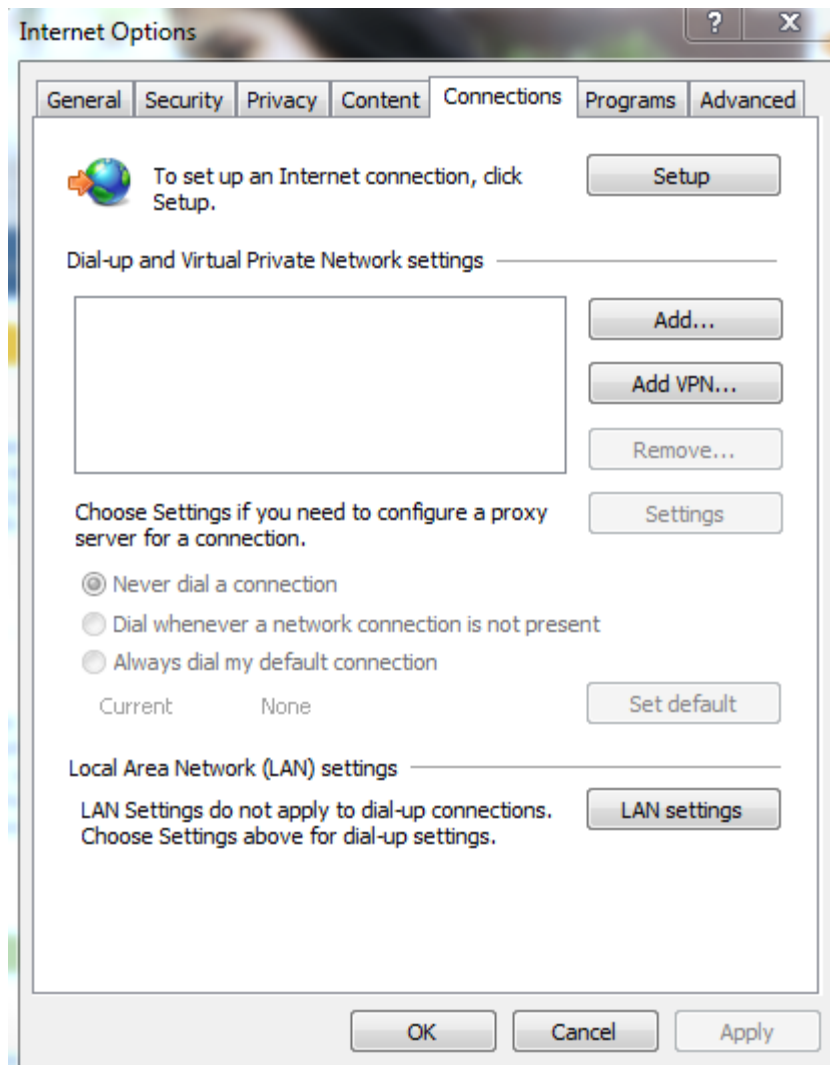 Internet Options
?
X
General Security Privacy Content Connections Programs Advanced
To set up an Internet connection, click
Setup.
Setup
Dial-up and Virtual Private Network settings
Add...
Add VPN...
Remove...
Choose Settings if you need to configure a proxy
server for a connection.
Settings
Never dial a connection
Dial whenever a network connection is not present
Always dial my default connection
Current None
Set default
Local Area Network (LAN) settings
LAN Settings do not apply to dial-up connections.
Choose Settings above for dial-up settings.
LAN settings
OK Cancel Apply